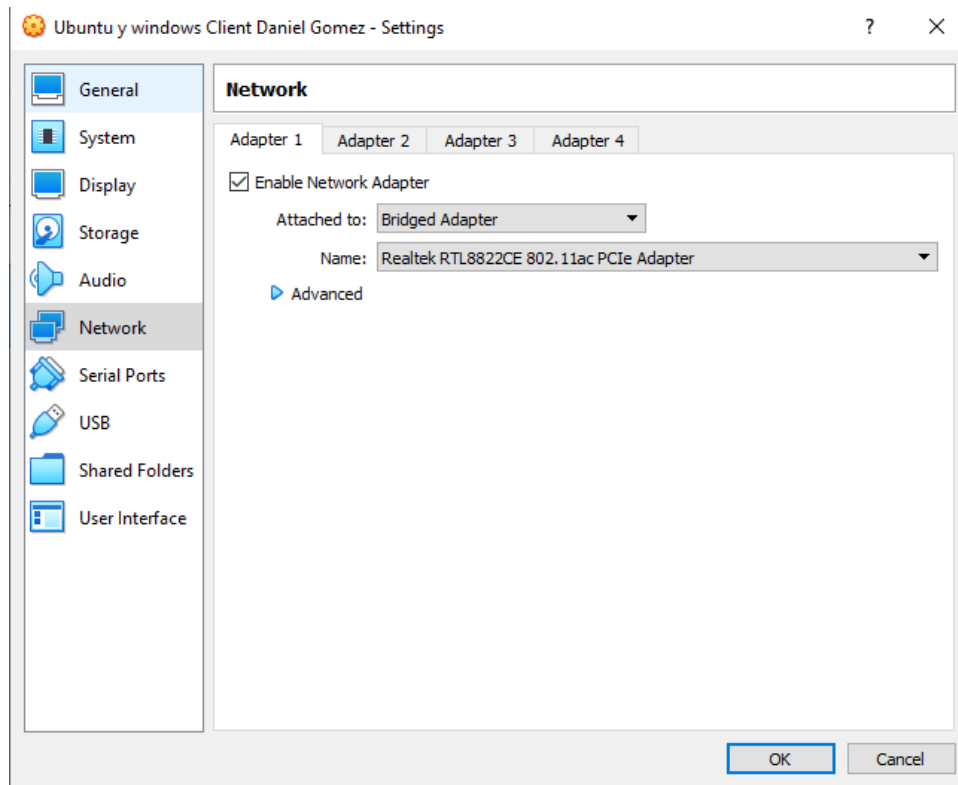 Ubuntu y windows Client Daniel Gomez - Settings
?
General
System
Display
Storage
Audio
Network
Serial Ports
USB
Shared Folders
User Interface
Network
Adapter 1
Adapter 2
Adapter 3
Adapter 4
Enable Network Adapter
Attached to: Bridged Adapter
Name: Realtek RTL8822CE 802.11ac PCIe Adapter
Advanced
OK
Cancel